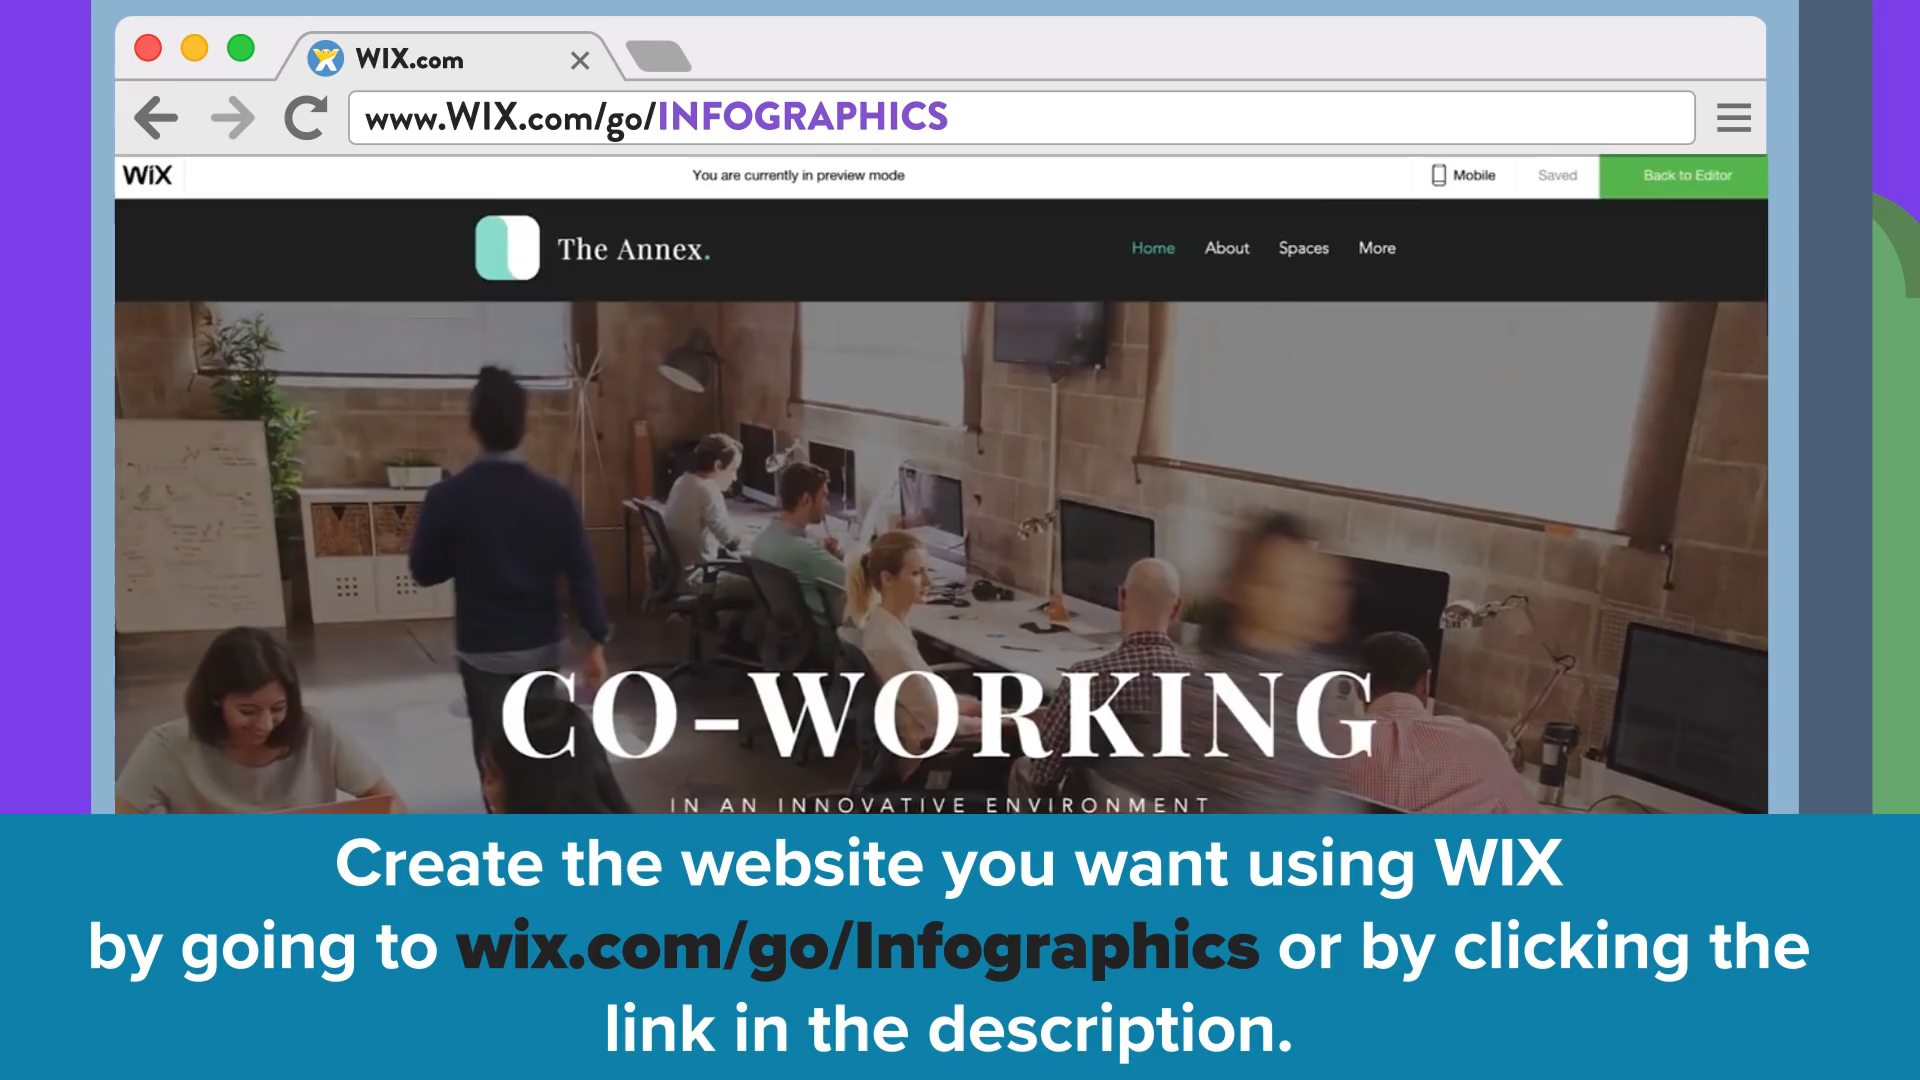 WIX.com
www.WIX.com/go/INFOGRAPHICS
WiX
You are currently in preview mode
Mobile
Saved
Back to Editor
The Annex.
Home About Spaces More
CO-WORKING
IN AN INNOVATIVE ENVIRONMENT
Create the website you want using WIX
by going to wix.com/go/Infographics or by clicking the
link in the description.